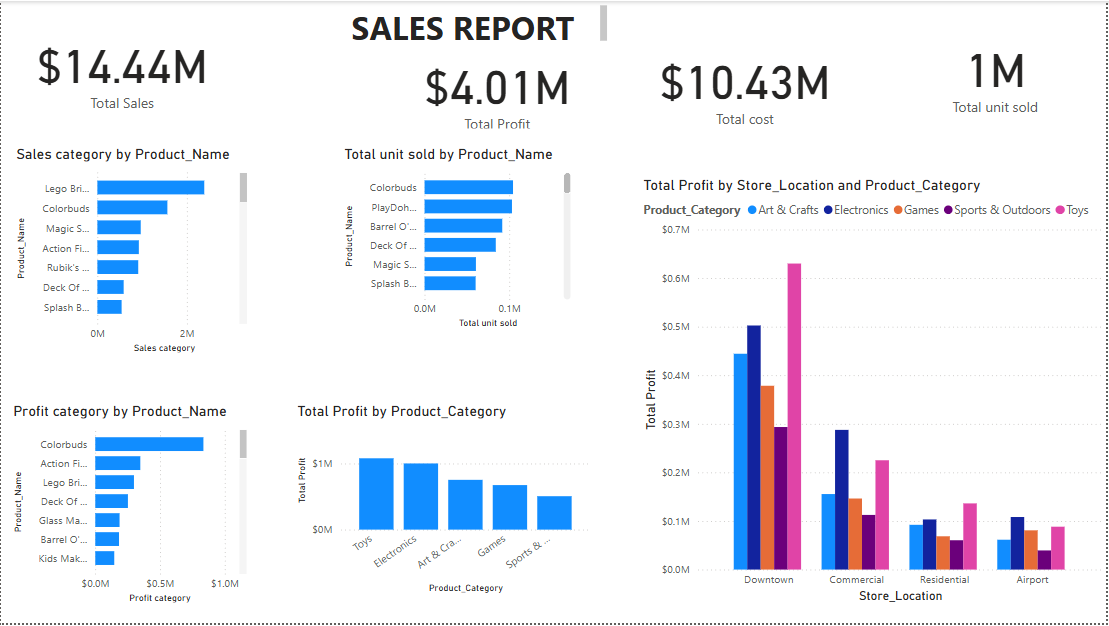 SALES REPORT
$14.44M
Total Sales
$4.01M
Total Profit
$10.43M
Total cost
1M
Total unit sold
Sales category by Product_Name
Product_Name
Lego Bri...
Colorbuds
Magic S...
Action Fi...
Rubik's ...
Deck Of ...
Splash B...
0M 2M
Sales category
Total unit sold by Product_Name
Product_Name
Colorbuds
PlayDoh...
Barrel O'...
Deck Of ...
Magic S...
Splash B...
0.0M 0.1M
Total unit sold
Profit category by Product_Name
Product_Name
Colorbuds
Action Fi...
Lego Bri...
Deck Of ...
Glass Ma...
Barrel O'...
Kids Mak...
$0.0M $0.5M $1.0M
Profit category
Total Profit by Product_Category
Total Profit
$1M
$0M
Toys
Electronics
Art & Cra...
Games
Sports & ...
Product_Category
Total Profit by Store_Location and Product_Category
Product_Category Art & Crafts Electronics Games Sports & Outdoors Toys
Total Profit
$0.7M
$0.6M
$0.5M
$0.4M
$0.3M
$0.2M
$0.1M
$0.0M
Downtown Commercial Residential Airport
Store_Location